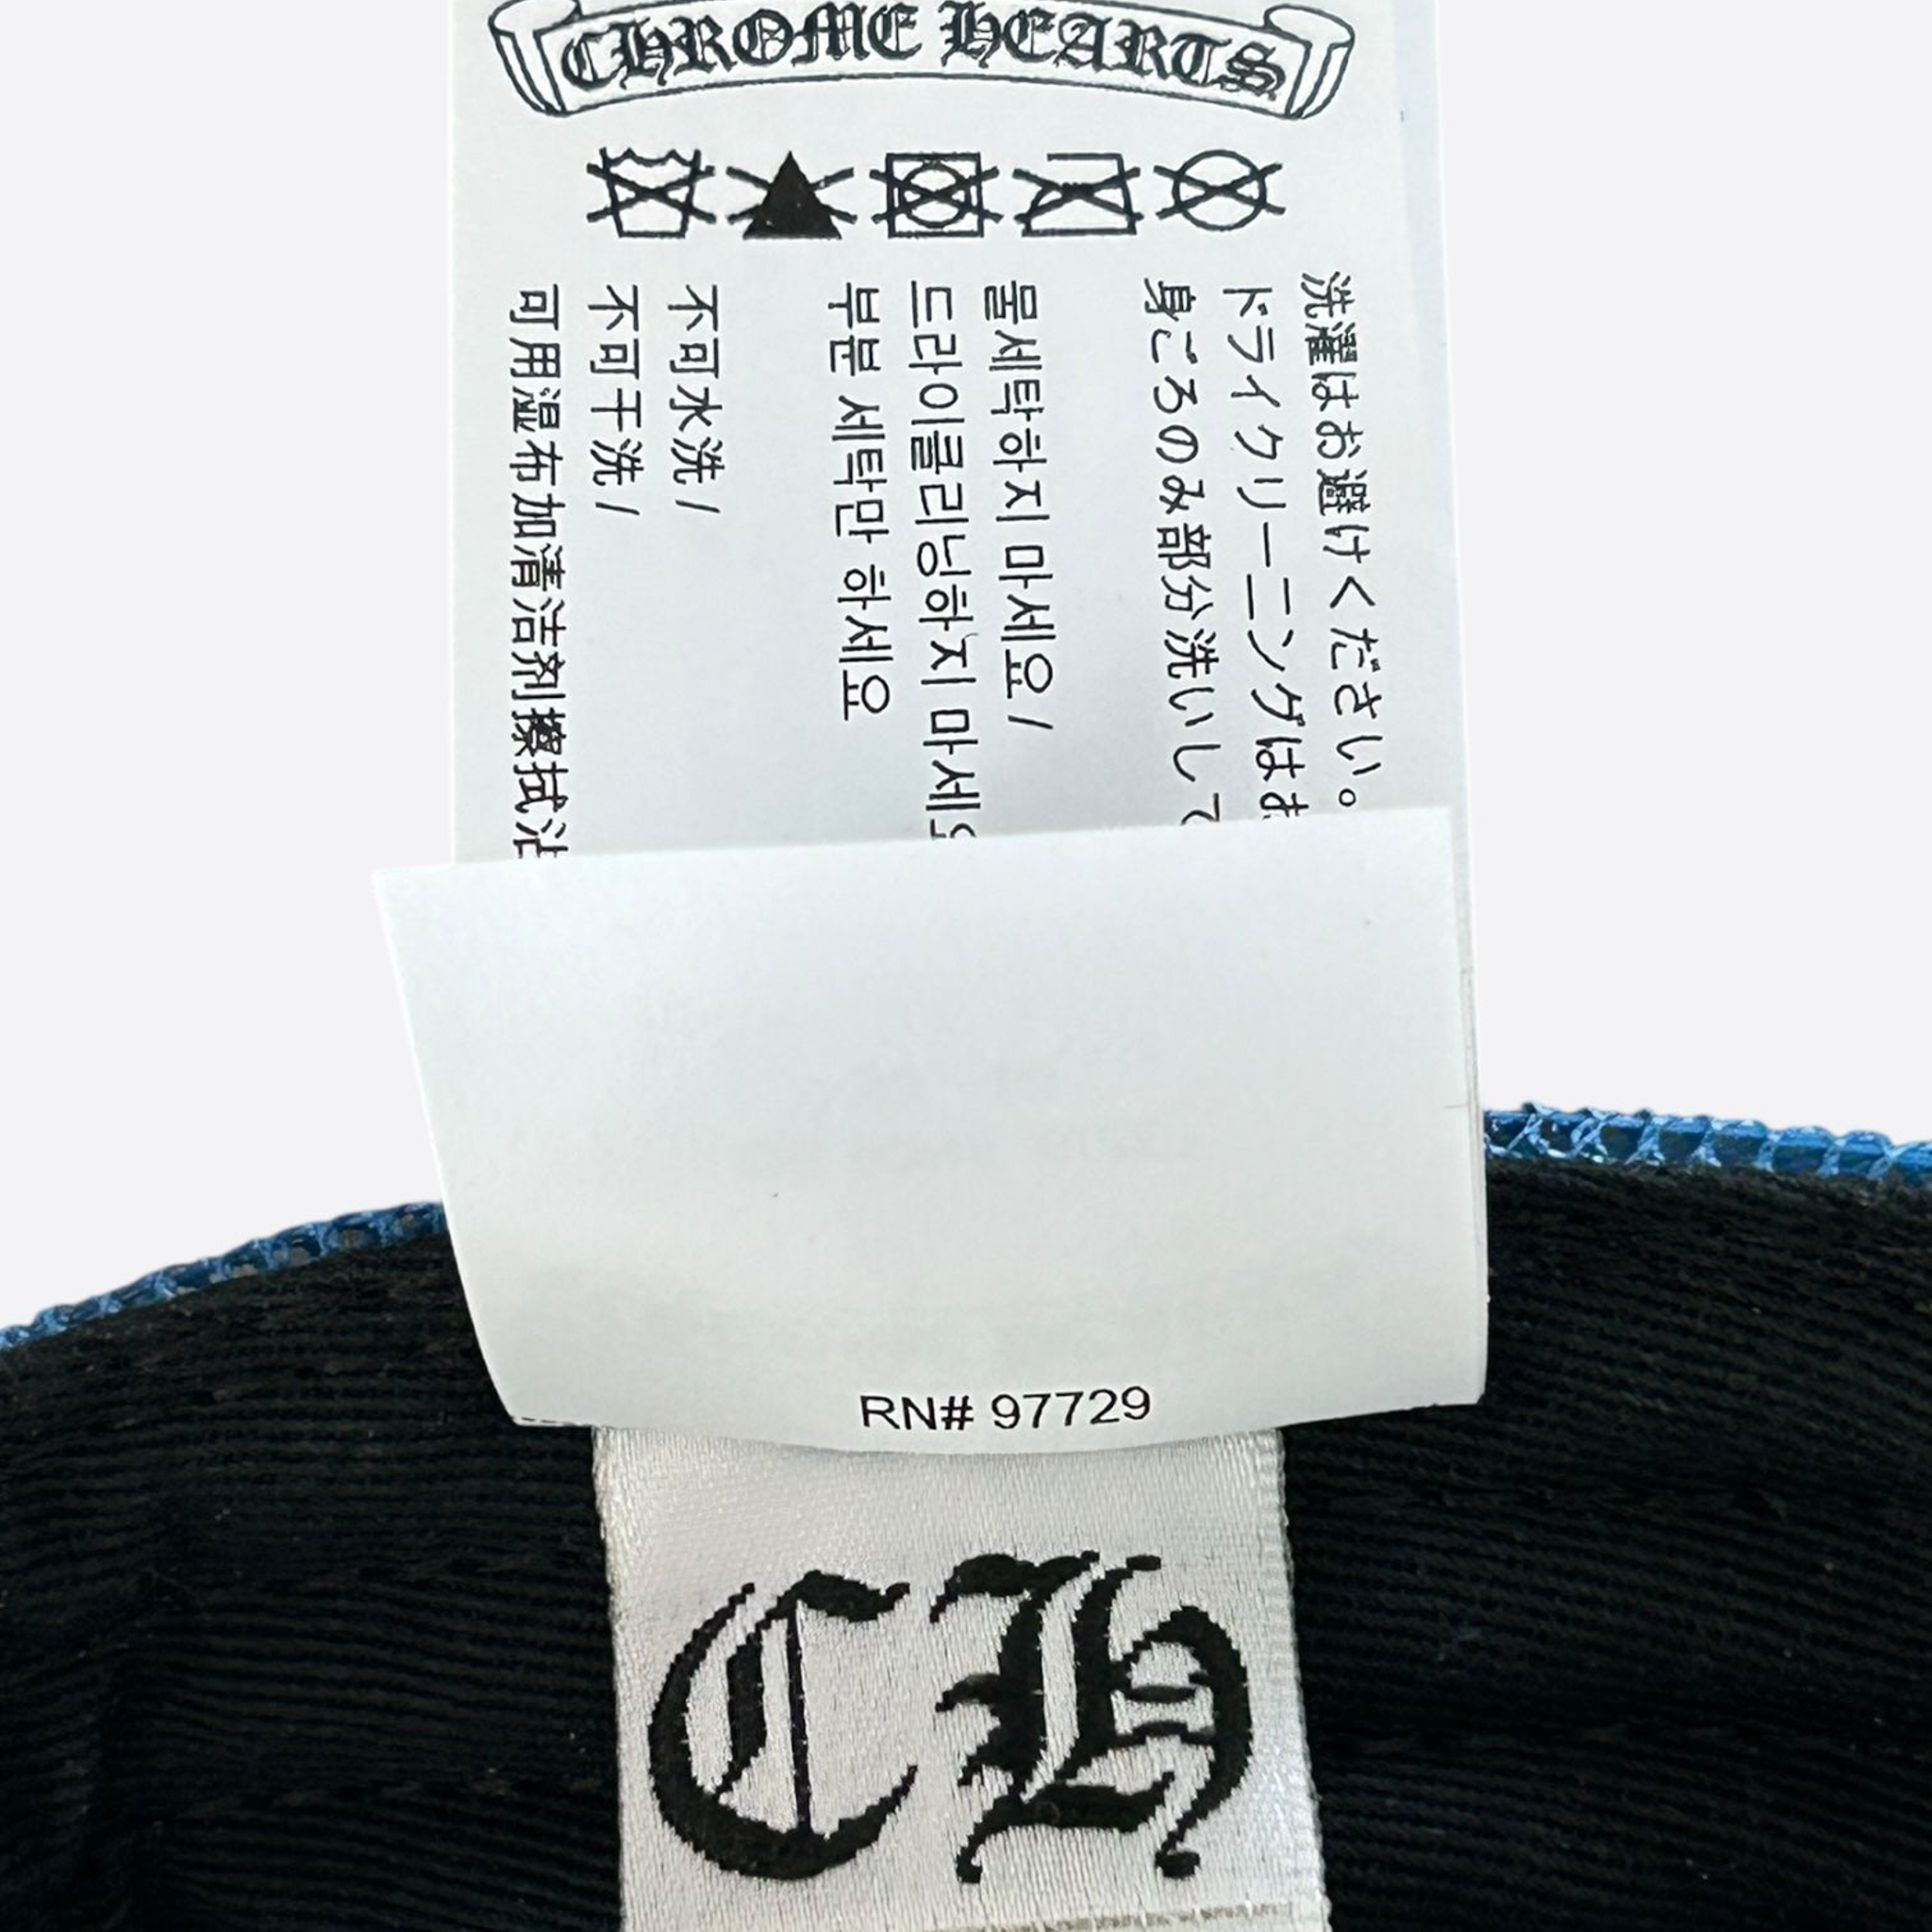 CHROME HEARTS
洗濯はお避けください。
ドライクリーニングはお
身ごろのみ部分洗いして
물세탁하지 마세요 /
드라이클리닝하지 마세요
부분 세탁만 하세요
不可水洗 /
不可干洗 /
可用湿布加清洁剂擦拭沾
RN# 97729
CH